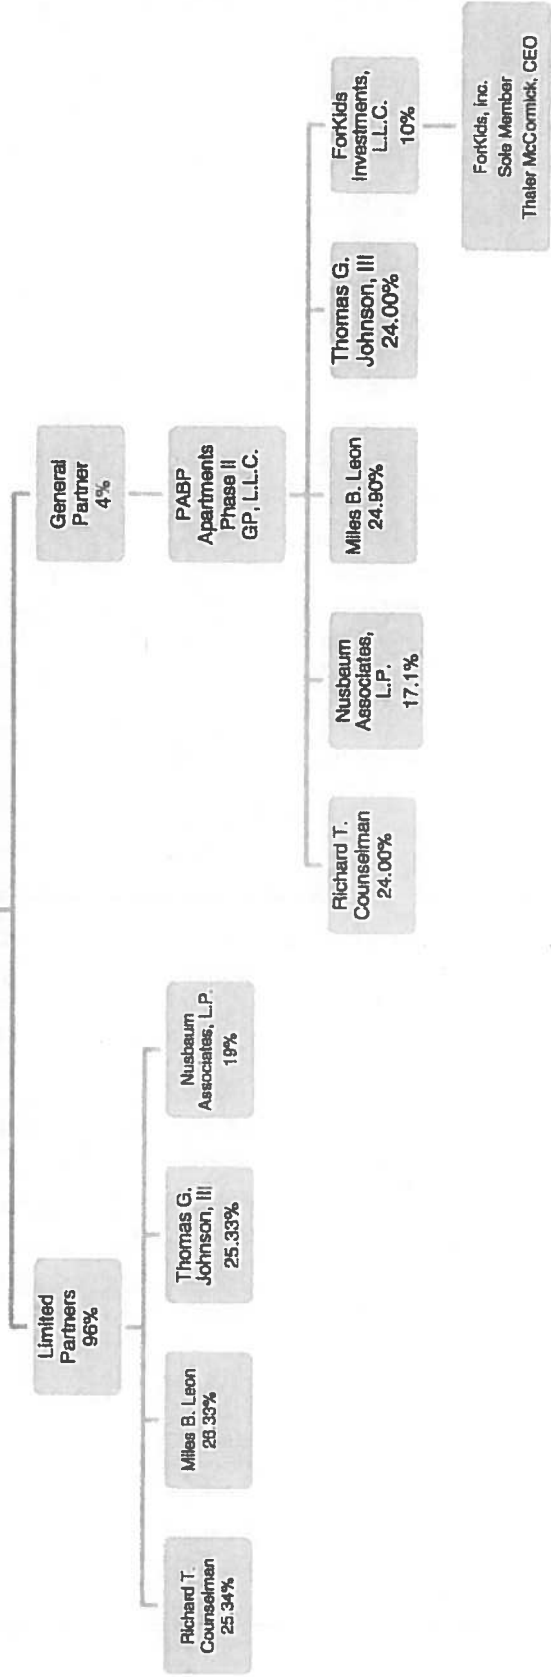 Limited
Partners
96%
General
Partner
4%
Richard T.
Counselman
25.34%
Miles B. Leon
26.33%
Thomas G.
Johnson, III
25.33%
Nusbaum
Associates, L.P.
19%
PABP
Apartments
Phase II
GP, L.L.C.
Richard T.
Counselman
24.00%
Nusbaum
Associates,
L.P.
17.1%
Miles B. Leon
24.90%
Thomas G.
Johnson, III
24.00%
ForKids
Investments,
L.L.C.
10%
ForKids, Inc.
Sole Member
Thaler McCormick, CEO